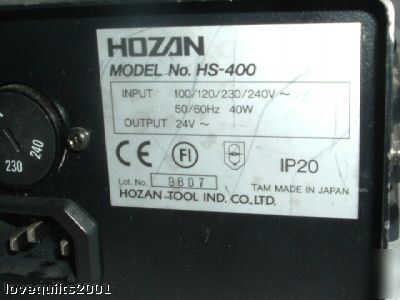 HOZAN
MODEL No. HS-400
INPUT 100/120/230/240V ~
50/60Hz 40W
OUTPUT 24V ~
CE FI IP20
240
230
Lot. No. 9607 TAM MADE IN JAPAN
HOZAN TOOL IND. CO., LTD.
lovequilts2001